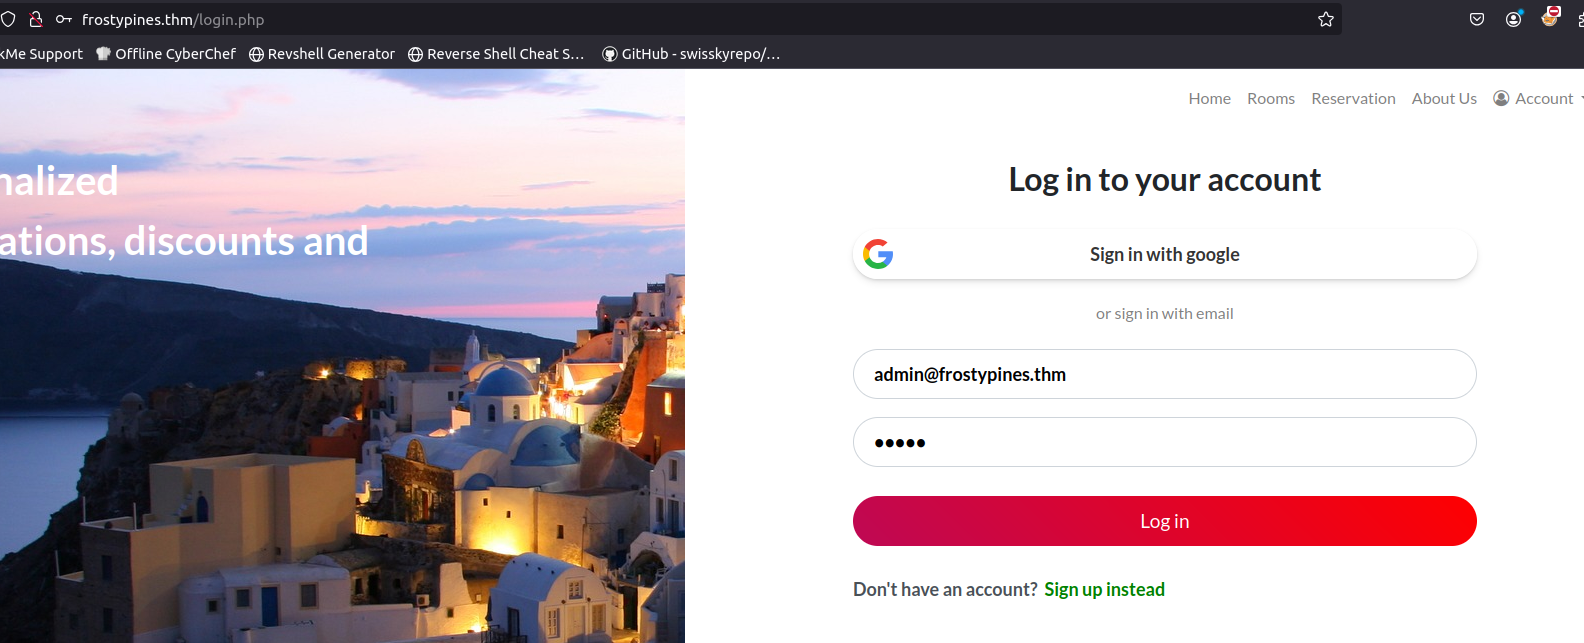 frostypines.thm/login.php
kMe Support Offline CyberChef Revshell Generator Reverse Shell Cheat S… GitHub - swisskyrepo/…
Home Rooms Reservation About Us Account
nalized
ations, discounts and
Log in to your account
Sign in with google
or sign in with email
admin@frostypines.thm
•••••
Log in
Don't have an account? Sign up instead